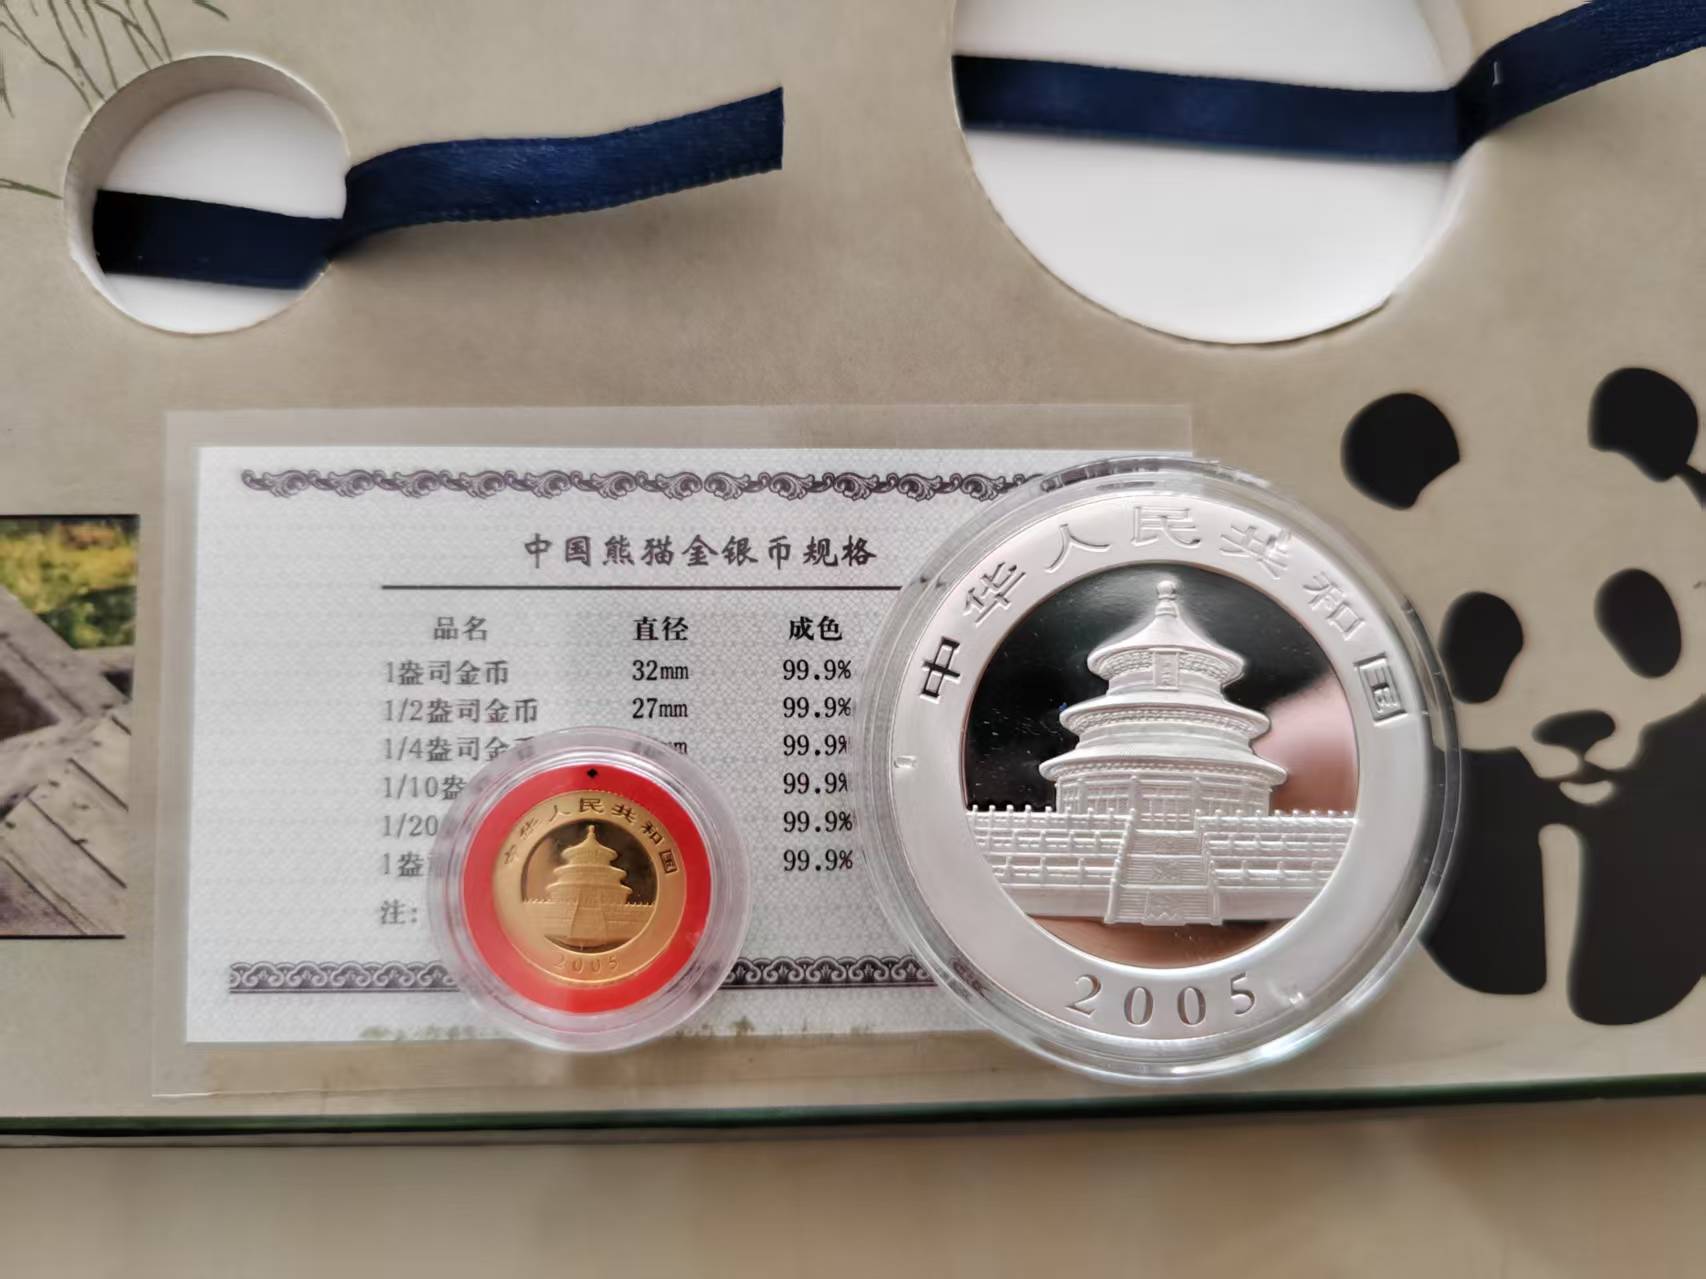 中国熊猫金银币规格
品名 直径 成色
1盎司金币 32mm 99.9%
1/2盎司金币 27mm 99.9%
1/4盎司金 mm 99.9%
1/10盎 99.9%
1/20 99.9%
1盎 99.9%
注:
中华人民共和国
2005
中华人民共和国
2005